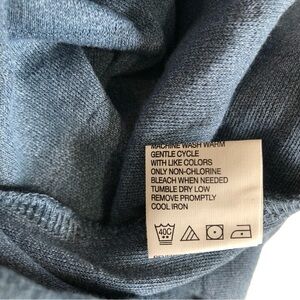 MACHINE WASH WARM
GENTLE CYCLE
WITH LIKE COLORS
ONLY NON-CHLORINE
BLEACH WHEN NEEDED
TUMBLE DRY LOW
REMOVE PROMPTLY
COOL IRON
40C